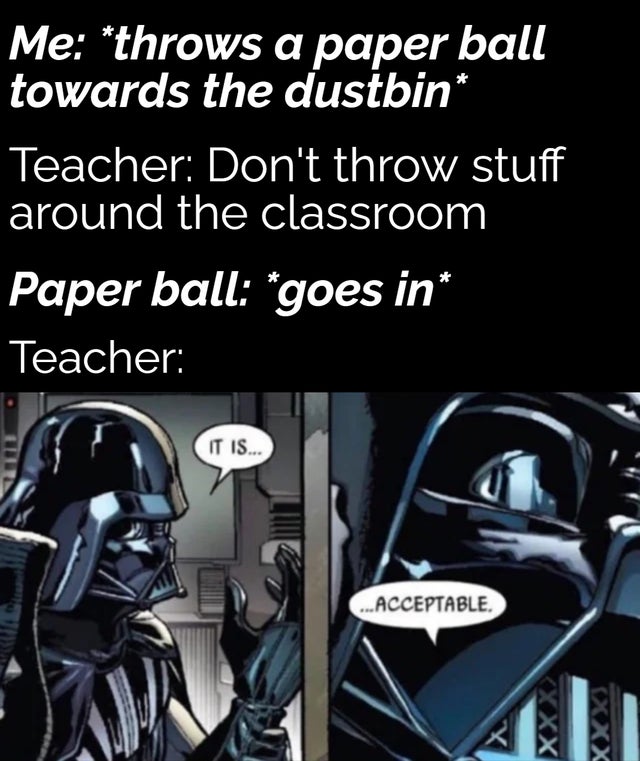 Me: *throws a paper ball
towards the dustbin*
Teacher: Don't throw stuff
around the classroom
Paper ball: *goes in*
Teacher:
IT IS...
...ACCEPTABLE.